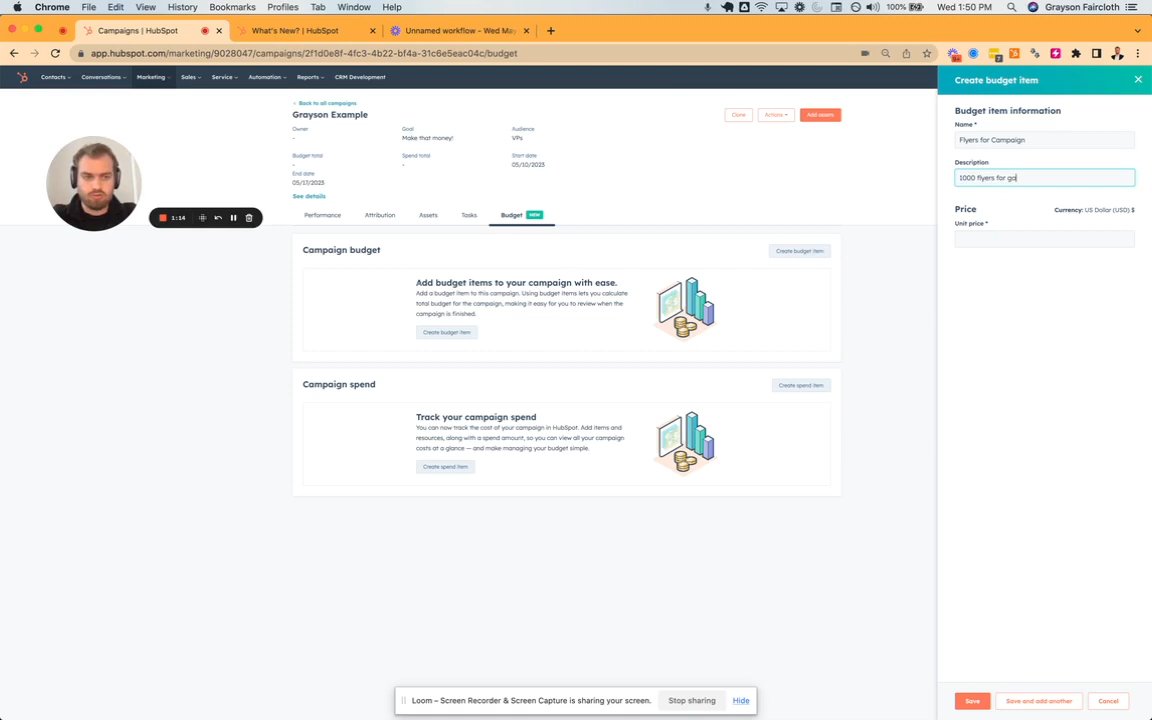 Chrome File Edit View History Bookmarks Profiles Tab Window Help 100% Wed 1:50 PM Grayson Faircloth
Campaigns | HubSpot × What's New? | HubSpot × Unnamed workflow - Wed May ×
app.hubspot.com/marketing/9028047/campaigns/2f1d0e8f-4fc3-4b22-bf4a-31c6e5eac04c/budget
Contacts Conversations Marketing Sales Service Automation Reports CRM Development
Back to all campaigns
Grayson Example
Clone Actions Add assets
Owner Goal Audience
- Make that money! VPs
Budget total Spend total Start date
- - 05/10/2023
End date
05/17/2023
See details
1:14
Performance Attribution Assets Tasks Budget NEW
Campaign budget
Create budget item
Add budget items to your campaign with ease.
Add a budget item to this campaign. Using budget items lets you calculate
total budget for the campaign, making it easy for you to review when the
campaign is finished.
Create budget item
Campaign spend
Create spend item
Track your campaign spend
You can now track the cost of your campaign in HubSpot. Add items and
resources, along with a spend amount, so you can view all your campaign
costs at a glance — and make managing your budget simple.
Create spend item
Create budget item
Budget item information
Name *
Flyers for Campaign
Description
1000 flyers for ga
Price Currency: US Dollar (USD) $
Unit price *
Save Save and add another Cancel
Loom – Screen Recorder & Screen Capture is sharing your screen. Stop sharing Hide